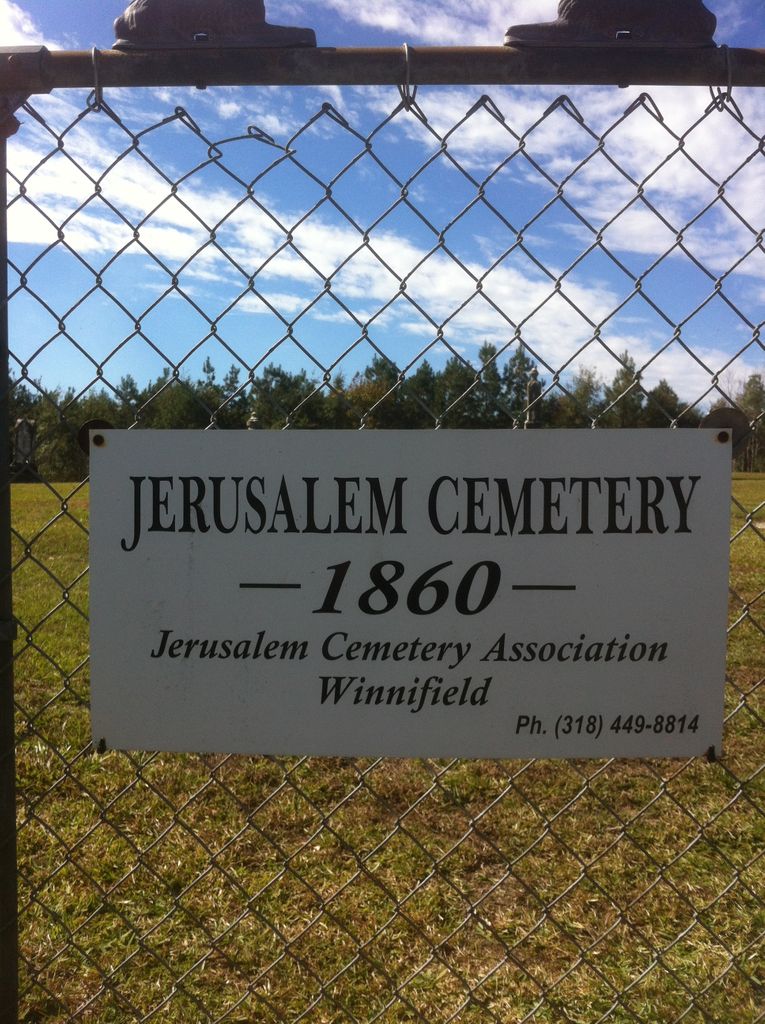 JERUSALEM CEMETERY
— 1860 —
Jerusalem Cemetery Association
Winnifield
Ph. (318) 449-8814